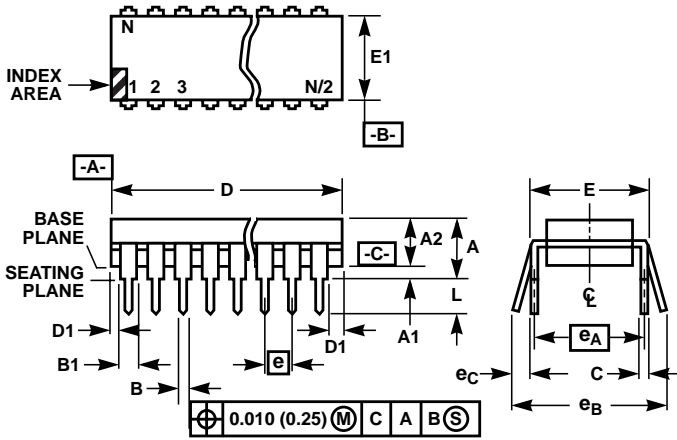 N
E1
INDEX
AREA
1 2 3 N/2
-B-
-A-
D
E
BASE
PLANE
A2
A
-C-
SEATING
PLANE
L
C
L
D1
A1
D1
B1
e
eA
B
eC
C
eB
0.010 (0.25) M C A B S